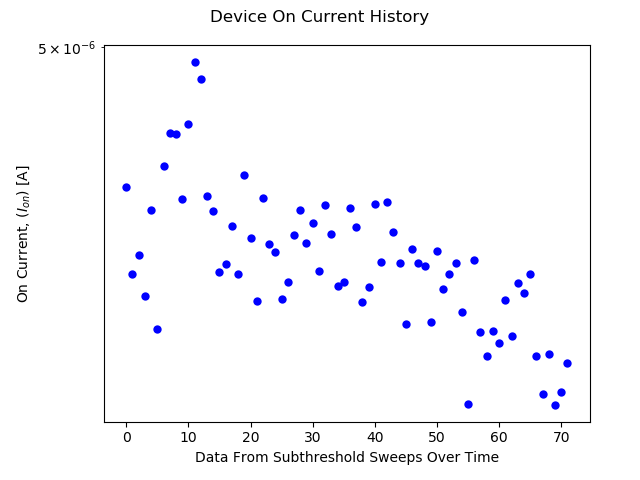 Device On Current History
5 × 10⁻⁶
On Current, (I_on) [A]
0 10 20 30 40 50 60 70
Data From Subthreshold Sweeps Over Time